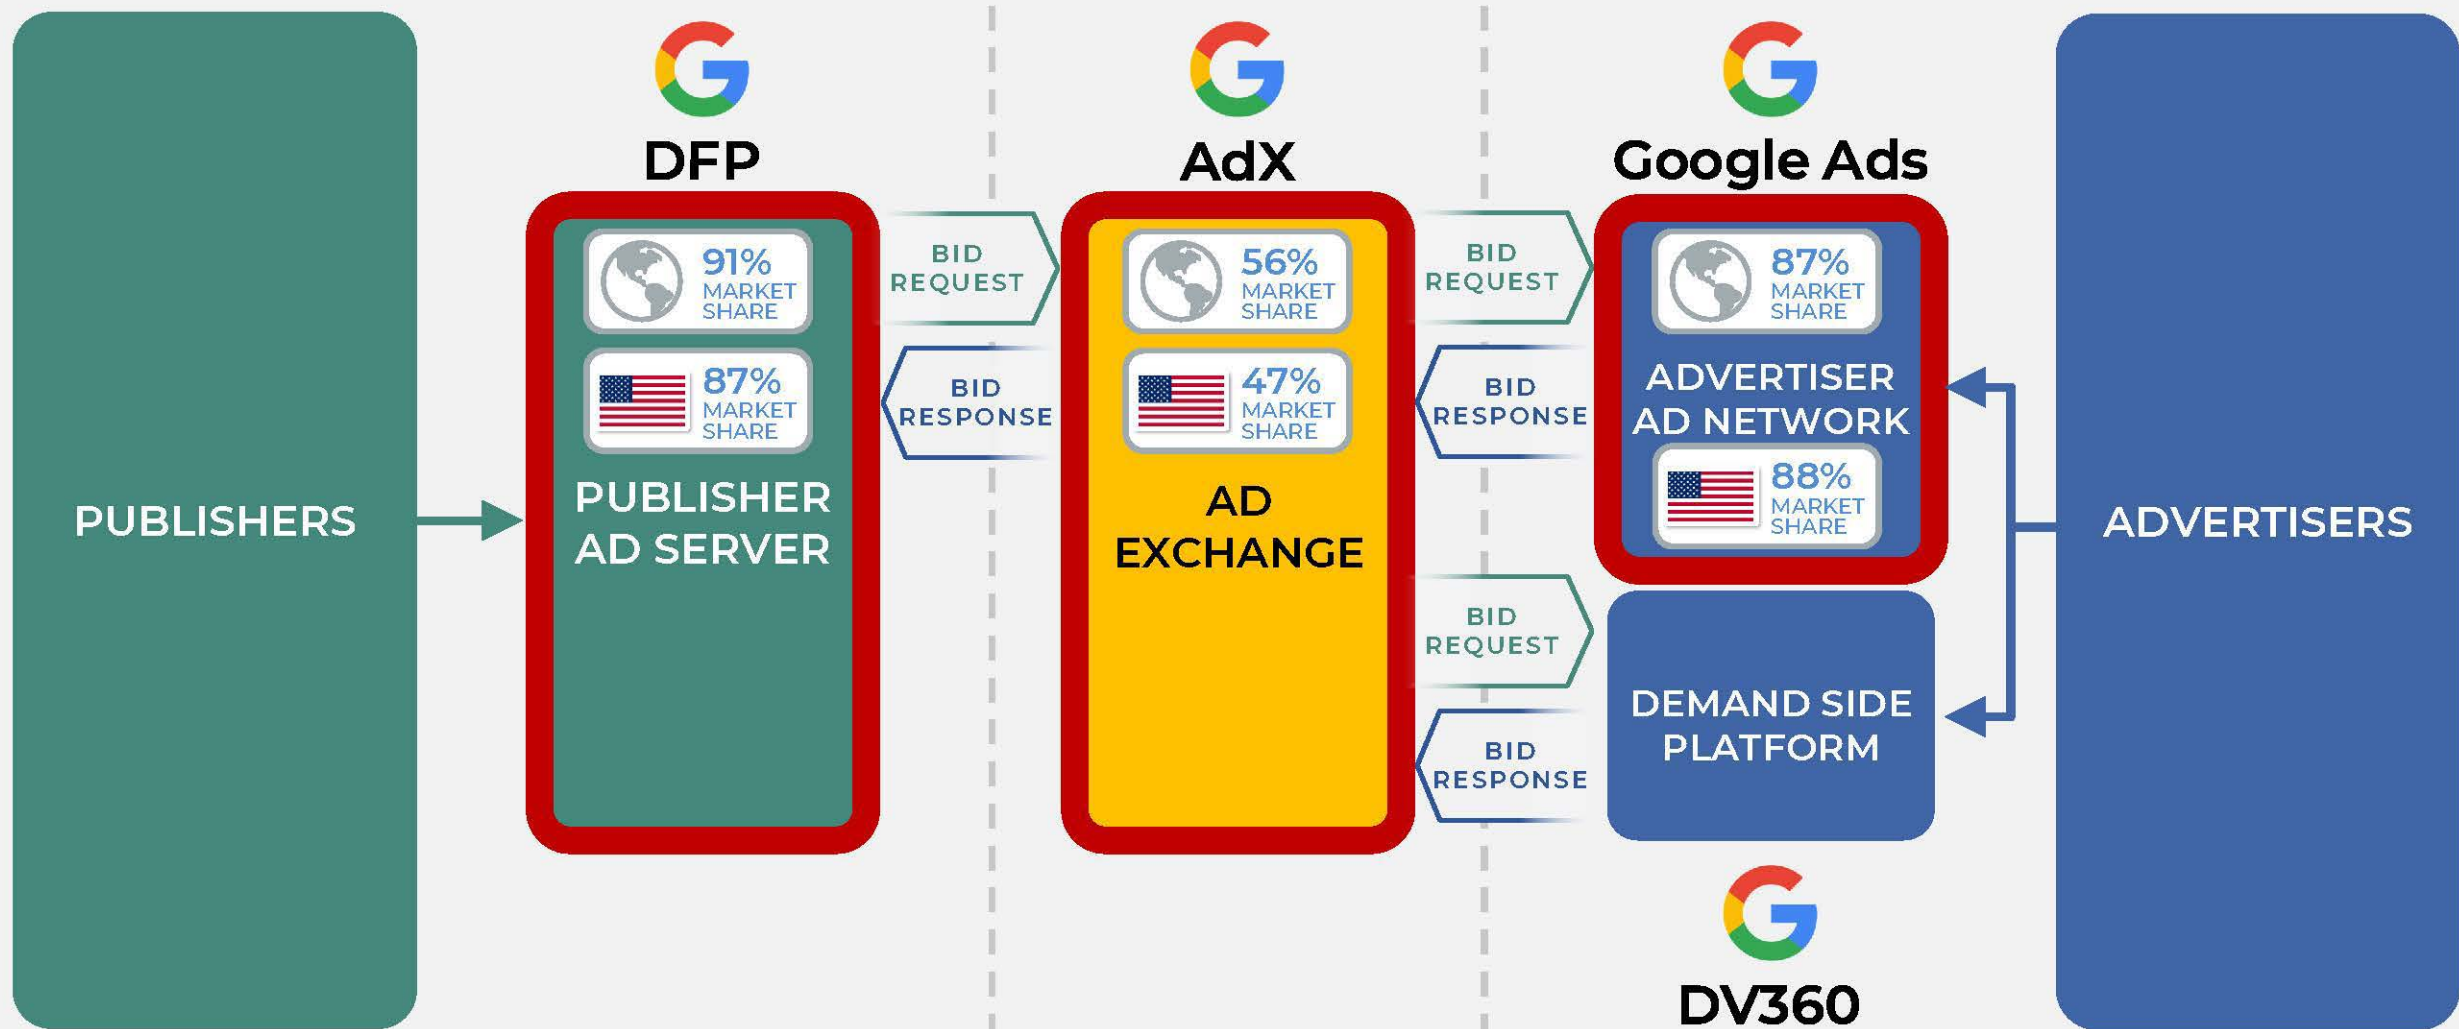 PUBLISHERS
DFP
91%
MARKET
SHARE
87%
MARKET
SHARE
PUBLISHER
AD SERVER
BID
REQUEST
BID
RESPONSE
AdX
56%
MARKET
SHARE
47%
MARKET
SHARE
AD
EXCHANGE
BID
REQUEST
BID
RESPONSE
BID
REQUEST
BID
RESPONSE
Google Ads
87%
MARKET
SHARE
ADVERTISER
AD NETWORK
88%
MARKET
SHARE
DEMAND SIDE
PLATFORM
DV360
ADVERTISERS